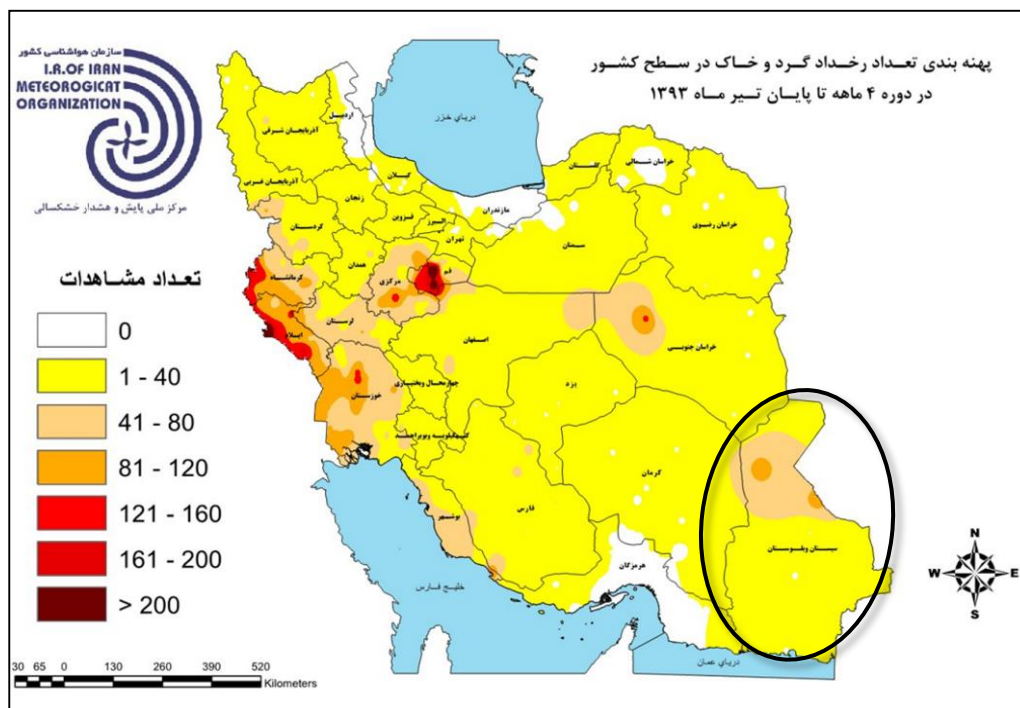 سازمان هواشناسی کشور
I.R.OF IRAN
METEOROGICAT
ORGANIZATION
مرکز ملی پایش و هشدار خشکسالی
پهنه بندی تعداد رخداد گرد و خاک در سطح کشور
در دوره ۴ ماهه تا پایان تیر ماه ۱۳۹۳
دریای خزر
اردبیل
آذربایجان شرقی
آذربایجان غربی
گیلان
زنجان
قزوین
البرز
تهران
مازندران
گلستان
خراسان شمالی
خراسان رضوی
سمنان
کردستان
همدان
کرمانشاه
مرکزی
قم
لرستان
ایلام
اصفهان
خراسان جنوبی
یزد
خوزستان
چهارمحال وبختیاری
کهگیلویه وبویراحمد
کرمان
فارس
بوشهر
هرمزگان
سیستان وبلوچستان
خلیج فارس
دریای عمان
تعداد مشاهدات
0
1 - 40
41 - 80
81 - 120
121 - 160
161 - 200
> 200
N
W E
S
30 65 0 130 260 390 520
Kilometers